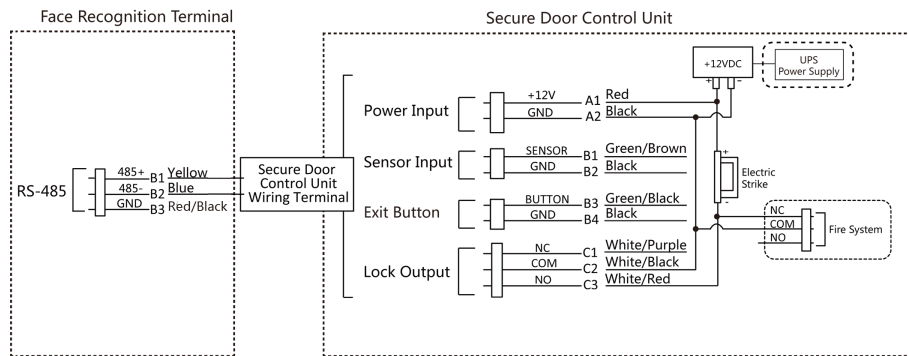 Face Recognition Terminal
Secure Door Control Unit
RS-485
485+ B1 Yellow
485- B2 Blue
GND B3 Red/Black
Secure Door
Control Unit
Wiring Terminal
Power Input
+12V A1 Red
GND A2 Black
Sensor Input
SENSOR B1 Green/Brown
GND B2 Black
Exit Button
BUTTON B3 Green/Black
GND B4 Black
Lock Output
NC C1 White/Purple
COM C2 White/Black
NO C3 White/Red
+12VDC
+ -
UPS
Power Supply
+
Electric
Strike
-
NC
COM
NO
Fire System